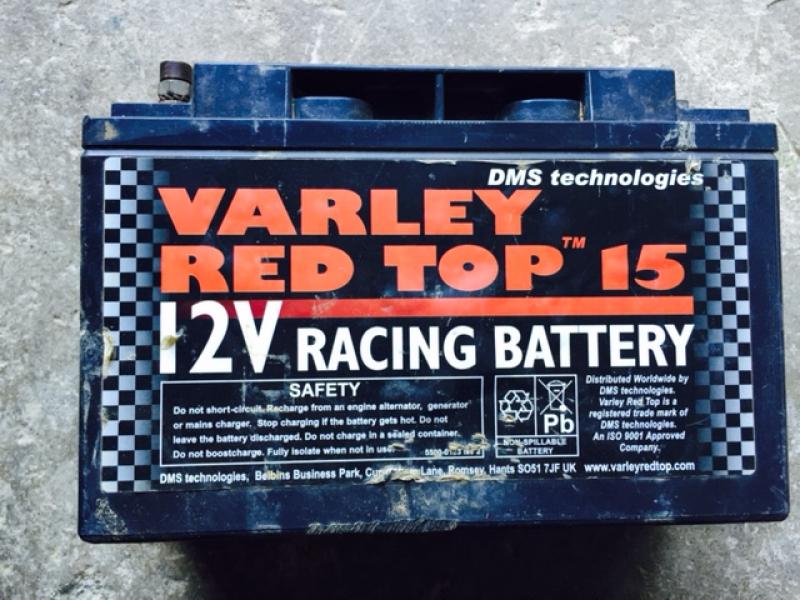 DMS technologies
VARLEY
RED TOP™ 15
12V RACING BATTERY
SAFETY
Do not short-circuit. Recharge from an engine alternator, generator
or mains charger. Stop charging if the battery gets hot. Do not
leave the battery discharged. Do not charge in a sealed container.
Do not boostcharge. Fully isolate when not in use.
Pb
NON-SPILLABLE
BATTERY
Distributed Worldwide by
DMS technologies.
Varley Red Top is a
registered trade mark of
DMS technologies.
An ISO 9001 Approved
Company.
DMS technologies, Belbins Business Park, Lane, Romsey, Hants SO51 7JF UK www.varleyredtop.com